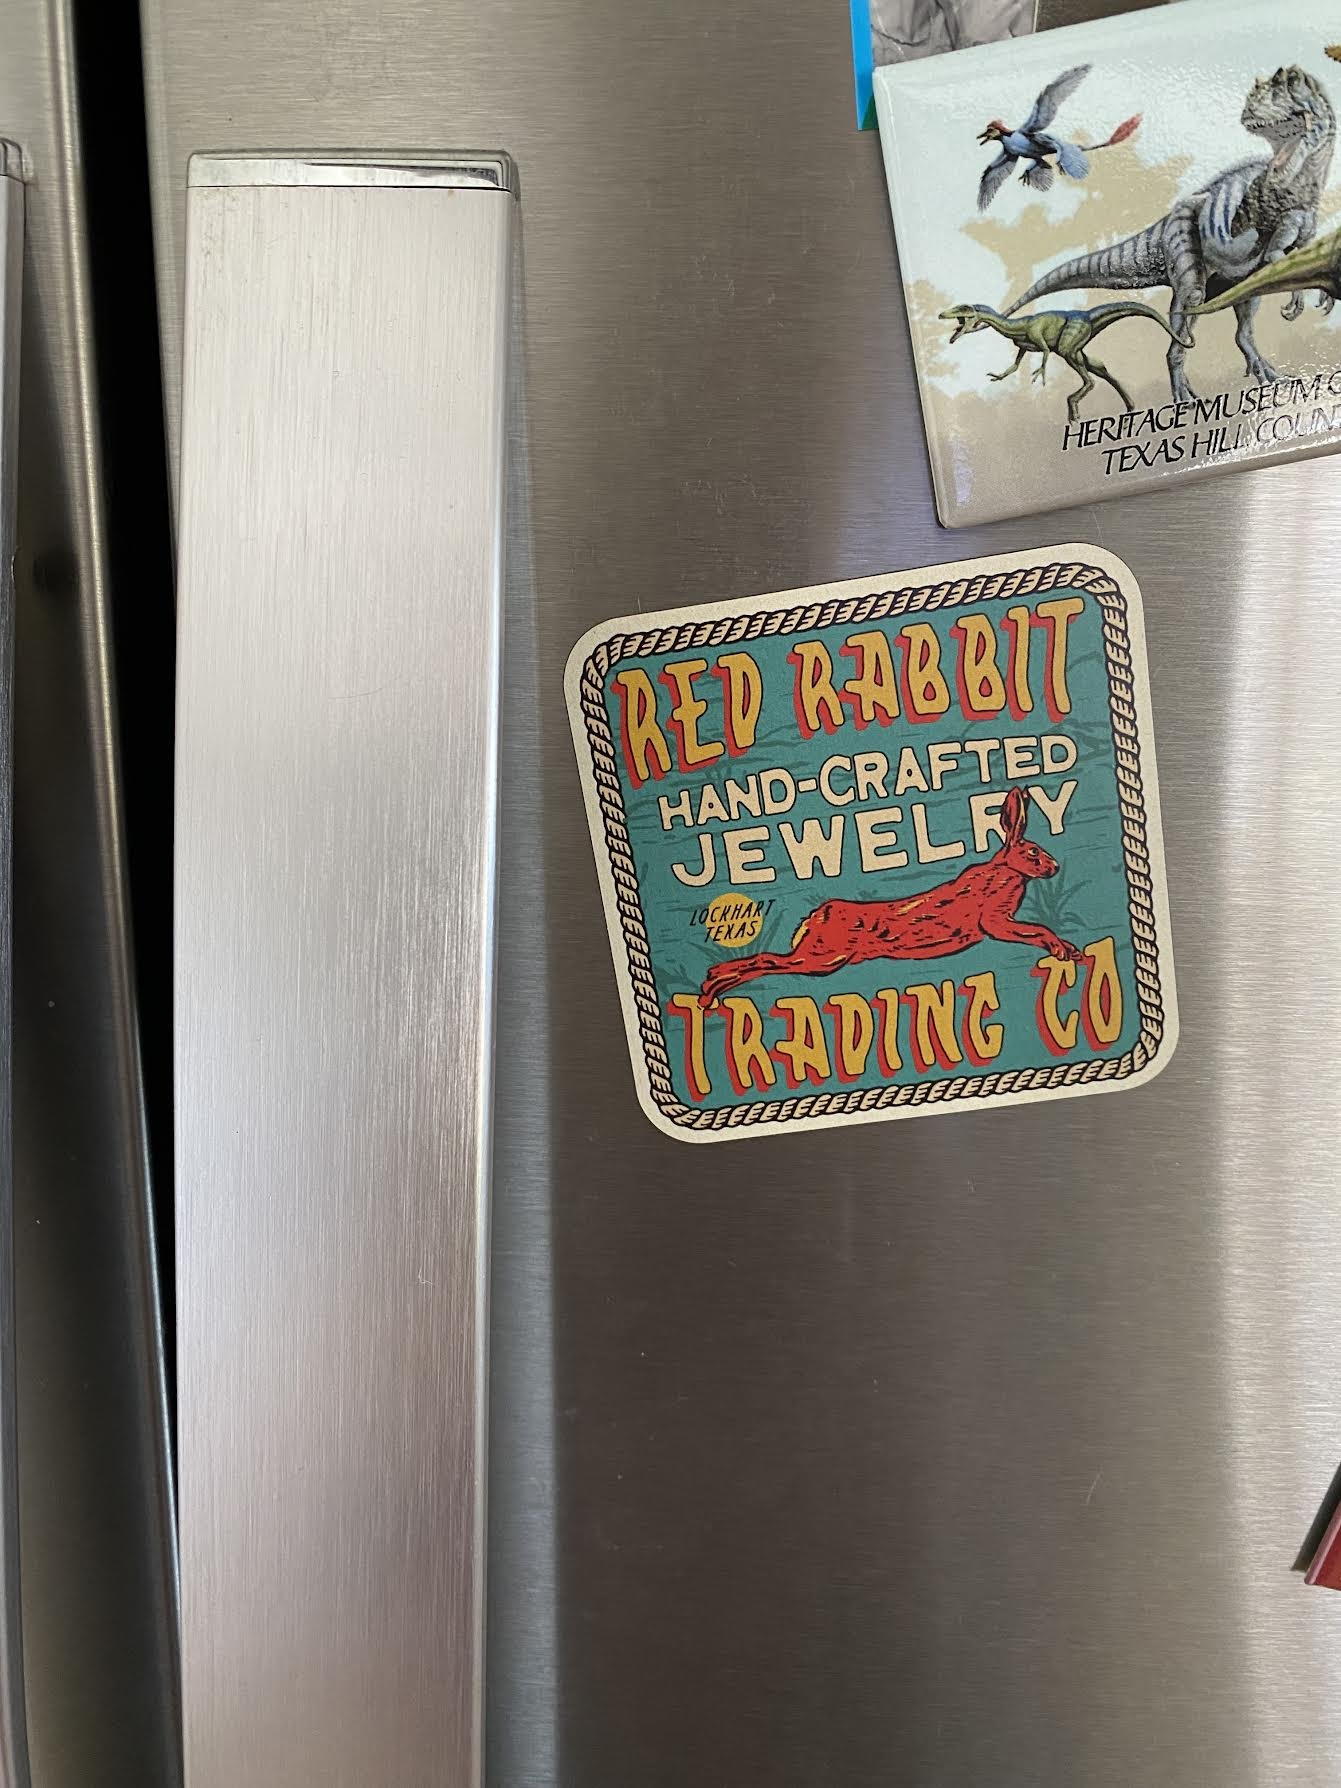 HERITAGE MUSEUM
TEXAS HILL
RED RABBIT
HAND-CRAFTED
JEWELRY
LOCKHART
TEXAS
TRADING CO